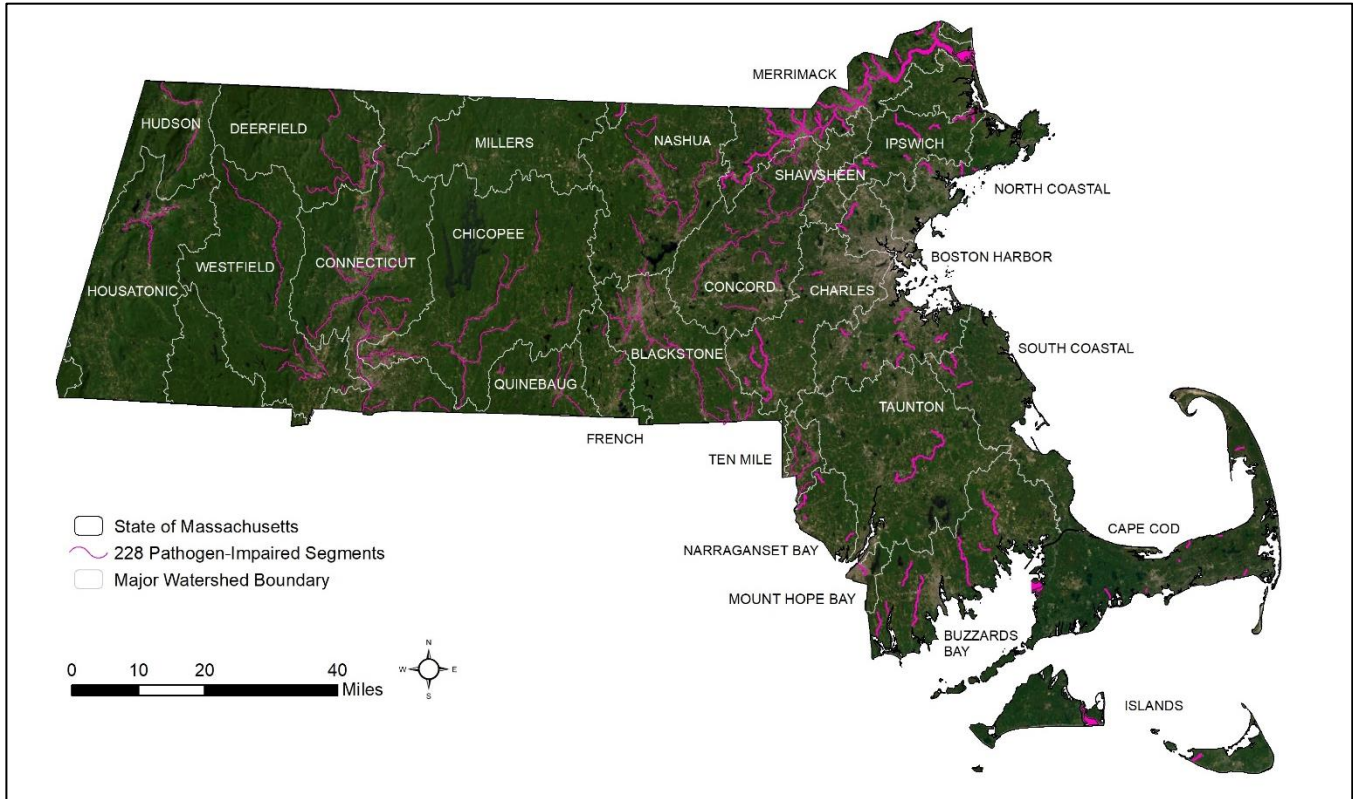 MERRIMACK
HUDSON
DEERFIELD
MILLERS
NASHUA
IPSWICH
SHAWSHEEN
NORTH COASTAL
CHICOPEE
BOSTON HARBOR
WESTFIELD
CONNECTICUT
HOUSATONIC
CONCORD
CHARLES
SOUTH COASTAL
BLACKSTONE
QUINEBAUG
TAUNTON
FRENCH
TEN MILE
CAPE COD
NARRAGANSET BAY
MOUNT HOPE BAY
BUZZARDS
BAY
ISLANDS
State of Massachusetts
228 Pathogen-Impaired Segments
Major Watershed Boundary
N
W E
S
0 10 20 40
Miles